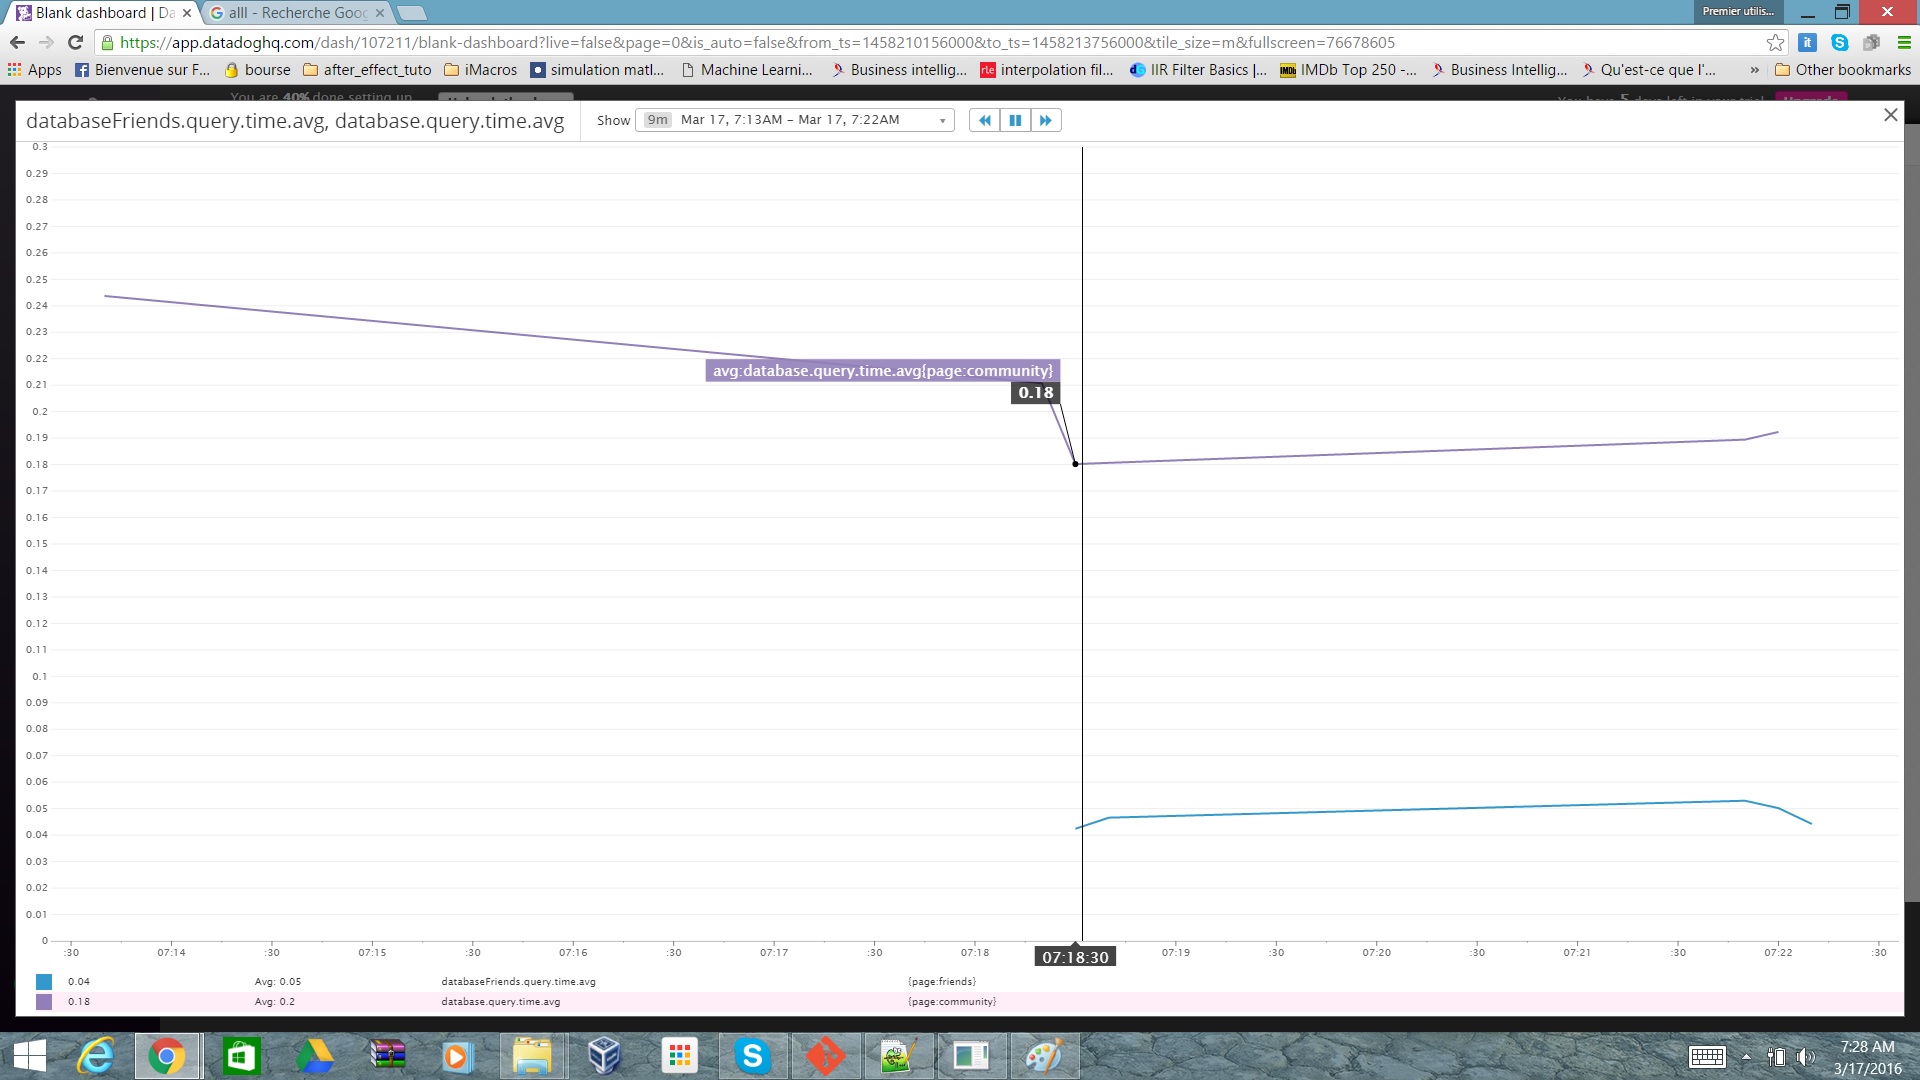 Blank dashboard | Da
alll - Recherche Goog
Premier utilis...
https://app.datadoghq.com/dash/107211/blank-dashboard?live=false&page=0&is_auto=false&from_ts=1458210156000&to_ts=1458213756000&tile_size=m&fullscreen=76678605
Apps Bienvenue sur F... bourse after_effect_tuto iMacros simulation matl... Machine Learni... Business intellig... interpolation fil... IIR Filter Basics |... IMDb Top 250 -... Business Intellig... Qu'est-ce que l'... » Other bookmarks
You are 40% done setting up
databaseFriends.query.time.avg, database.query.time.avg
Show 9m Mar 17, 7:13AM - Mar 17, 7:22AM
0.3
0.29
0.28
0.27
0.26
0.25
0.24
0.23
0.22
0.21
0.2
0.19
0.18
0.17
0.16
0.15
0.14
0.13
0.12
0.11
0.1
0.09
0.08
0.07
0.06
0.05
0.04
0.03
0.02
0.01
0
avg:database.query.time.avg{page:community}
0.18
:30 07:14 :30 07:15 :30 07:16 :30 07:17 :30 07:18 07:18:30 07:19 :30 07:20 :30 07:21 :30 07:22 :30
0.04 Avg: 0.05 databaseFriends.query.time.avg {page:friends}
0.18 Avg: 0.2 database.query.time.avg {page:community}
7:28 AM
3/17/2016